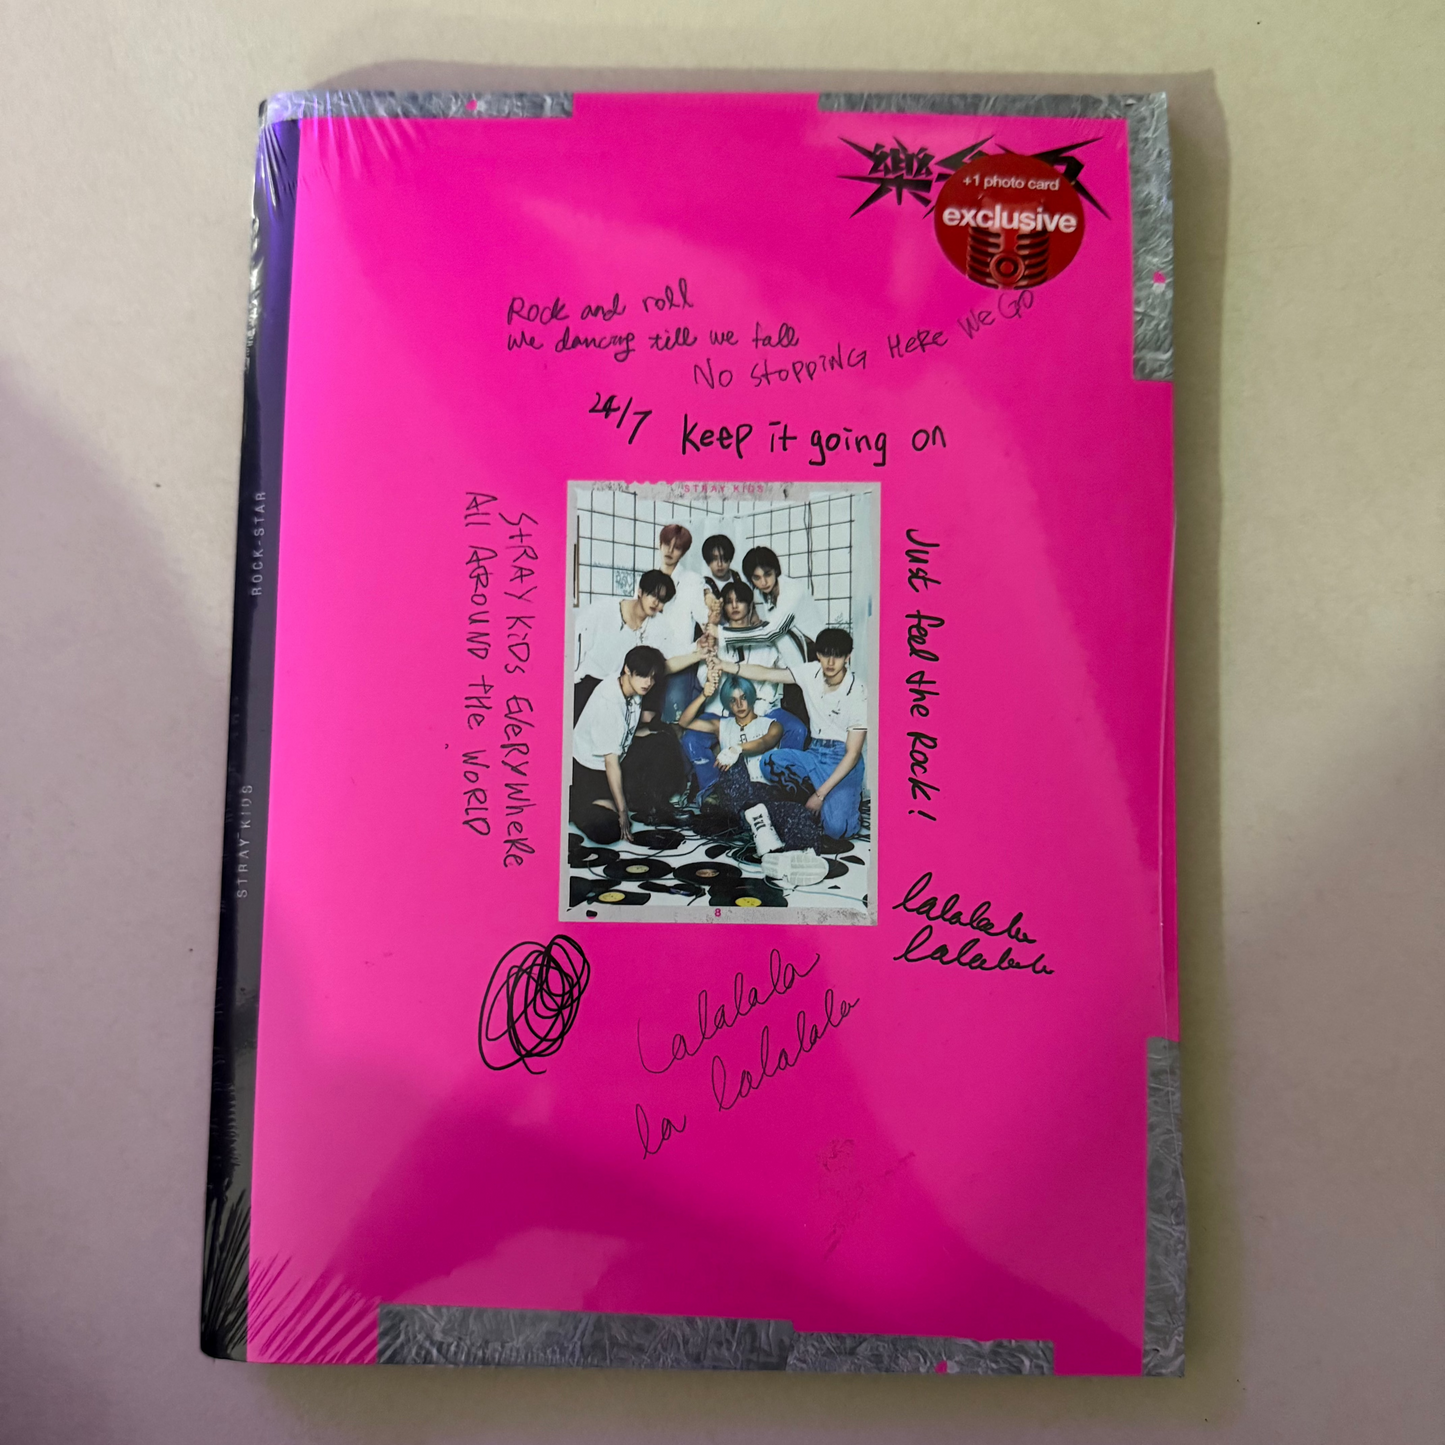 樂
+1 photo card
exclusive
Rock and roll
We dancing till we fall
No stopping Here We Go
24/7
Keep it going on
STRAY KIDS
STRAY KiDS EVERYWHERE
All AROUND tHe WORlD
Just feel the Rock!
8
lalalala
lalalala
Lalalala
la lalalala
ROCK-STAR
STRAY KIDS